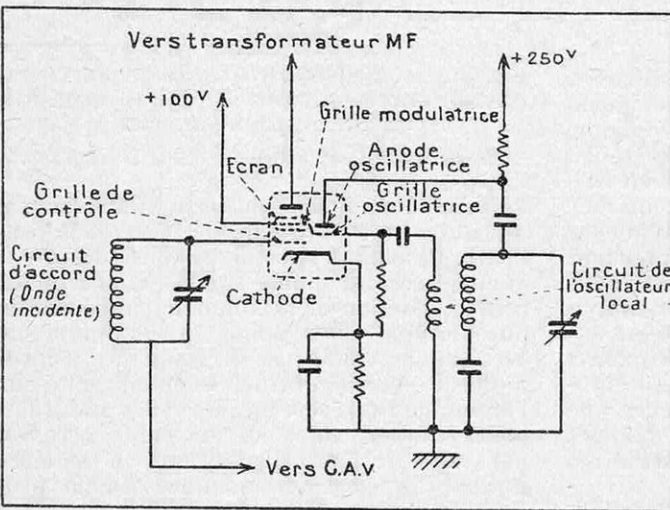 Vers transformateur MF
+250V
+100V
Grille modulatrice
Ecran
Anode
oscillatrice
Grille de
contrôle
Grille
oscillatrice
Circuit
d'accord
(Onde
incidente)
Cathode
Circuit de
l'oscillateur
local
Vers C.A.V